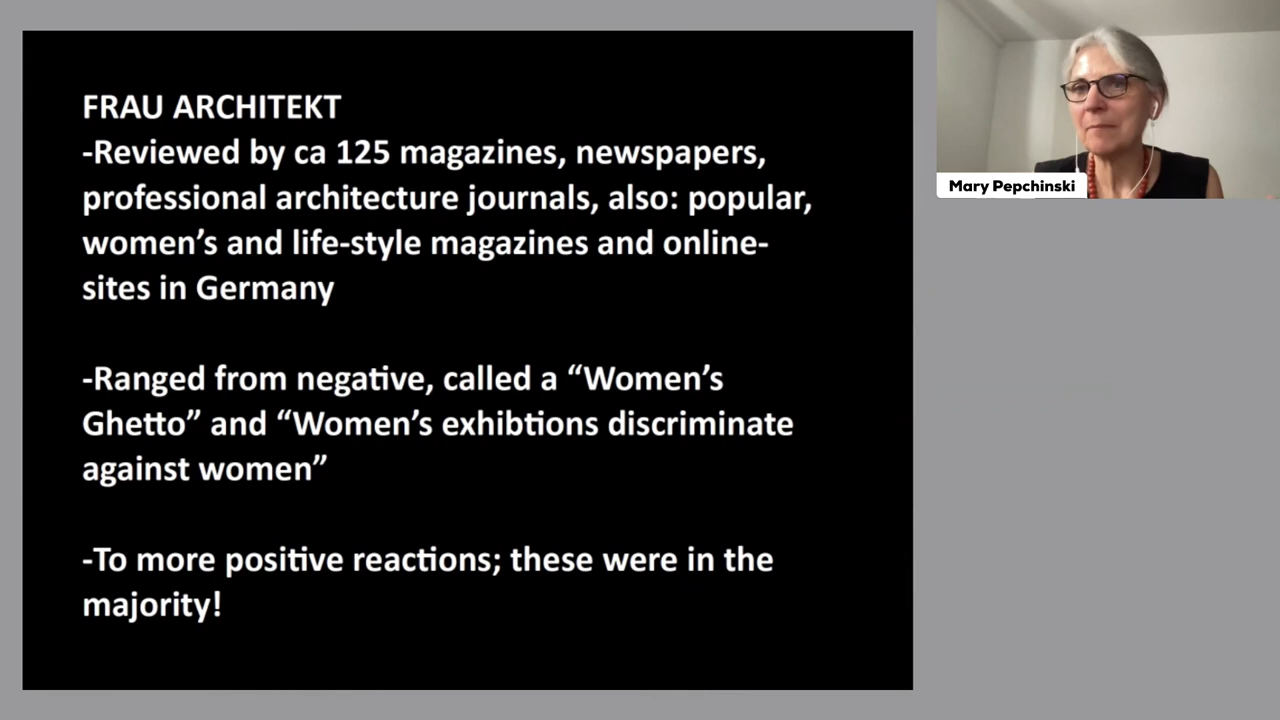 FRAU ARCHITEKT
-Reviewed by ca 125 magazines, newspapers,
professional architecture journals, also: popular,
women’s and life-style magazines and online-
sites in Germany
-Ranged from negative, called a “Women’s
Ghetto” and “Women’s exhibtions discriminate
against women”
-To more positive reactions; these were in the
majority!
Mary Pepchinski